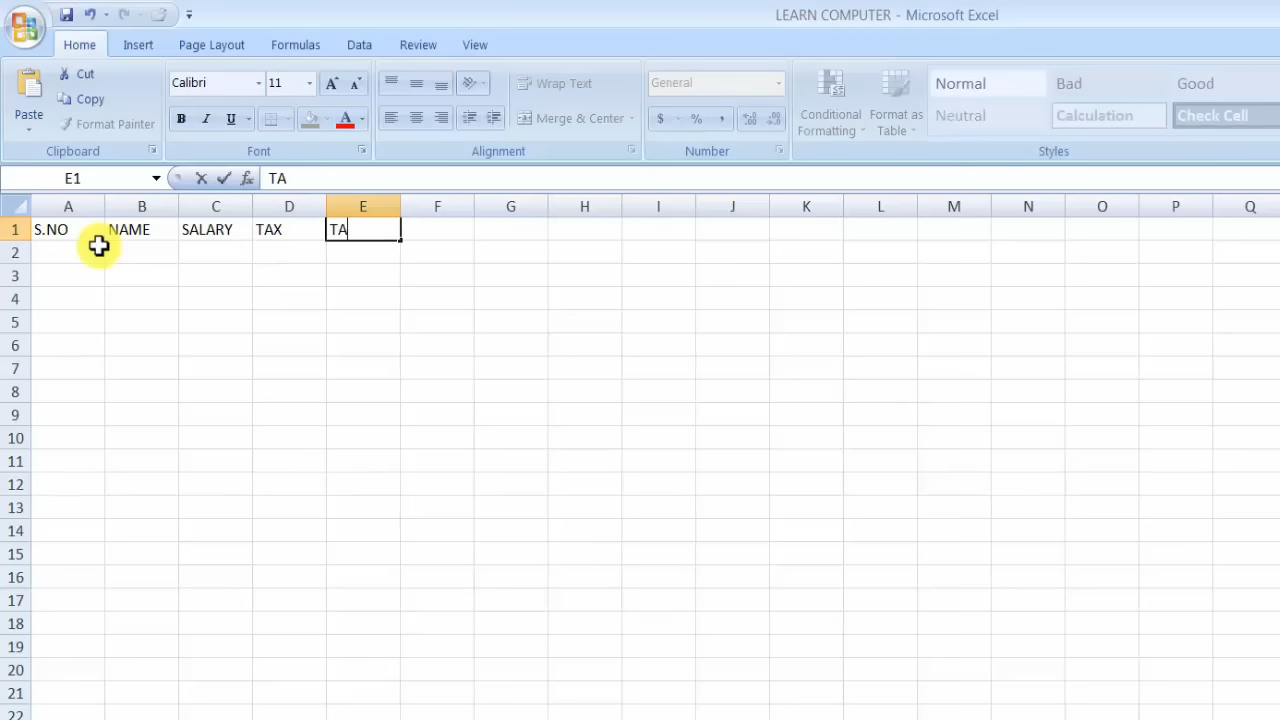 LEARN COMPUTER - Microsoft Excel
Home Insert Page Layout Formulas Data Review View
Paste
Cut
Copy
Format Painter
Clipboard
Calibri 11 A A
B I U A
Font
Wrap Text
Merge & Center
Alignment
General
$ % ,
Number
Conditional Formatting
Format as Table
Normal Bad Good
Neutral Calculation Check Cell
Styles
E1 fx TA
A B C D E F G H I J K L M N O P Q
1 S.NO NAME SALARY TAX TA
2
3
4
5
6
7
8
9
10
11
12
13
14
15
16
17
18
19
20
21
22